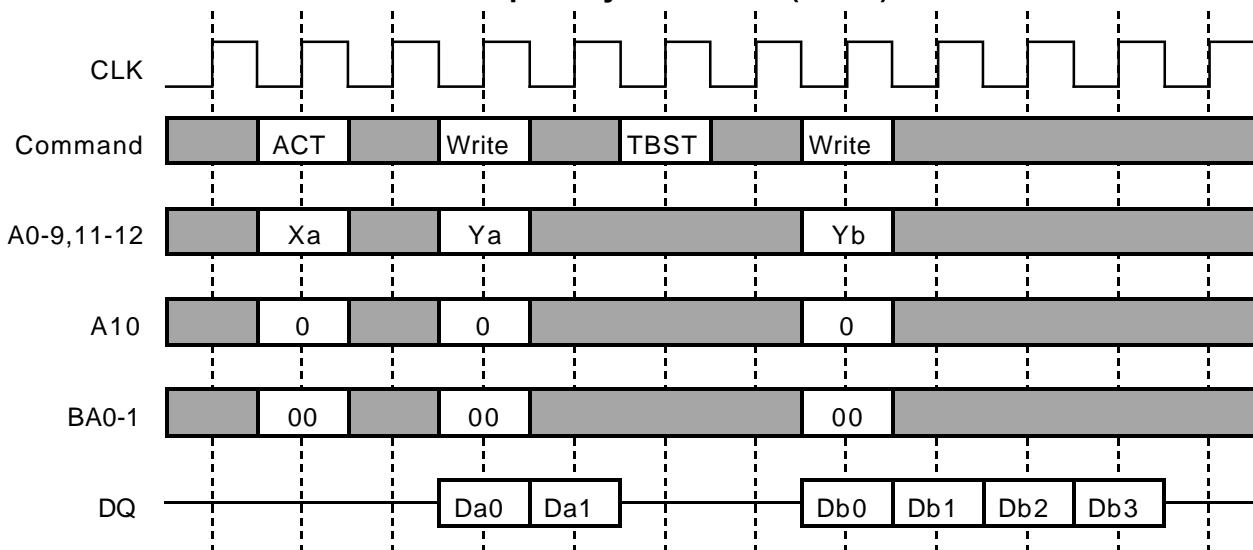 CLK
Command ACT Write TBST Write
A0-9,11-12 Xa Ya Yb
A10 0 0 0
BA0-1 00 00 00
DQ Da0 Da1 Db0 Db1 Db2 Db3